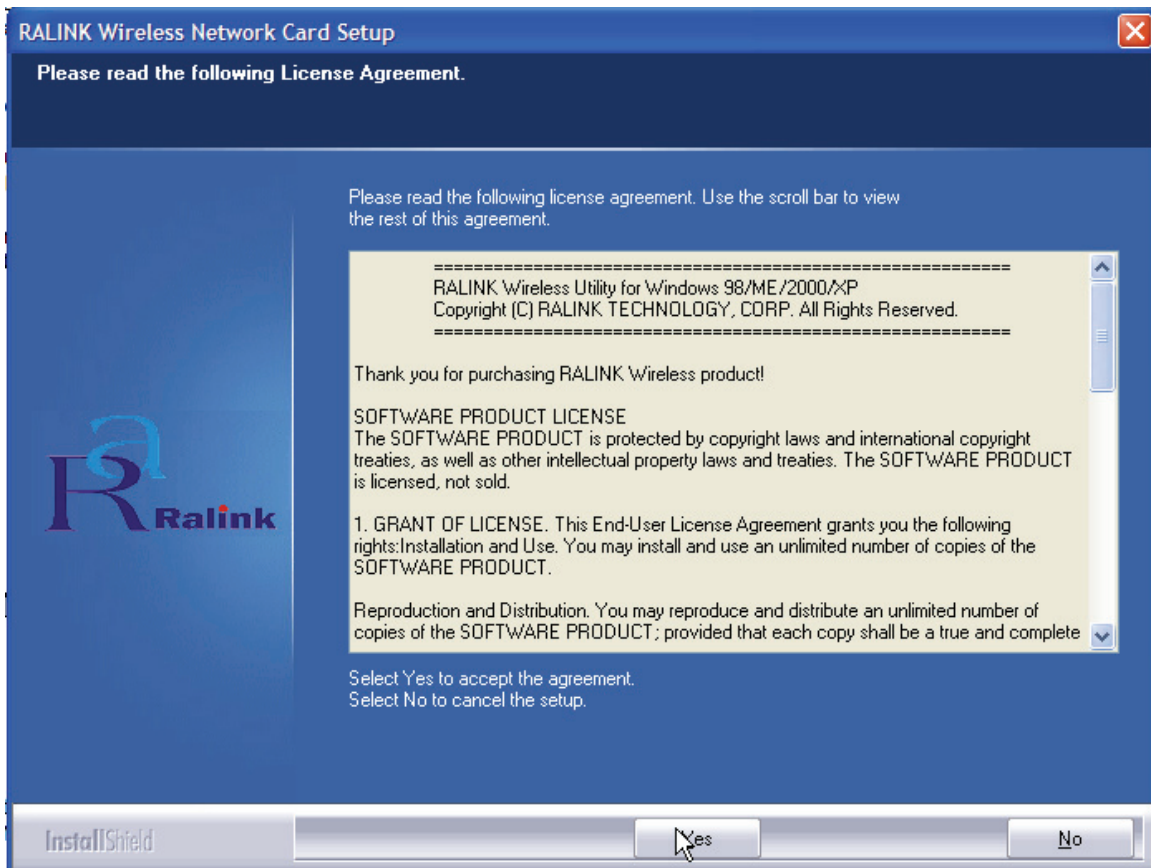 RALINK Wireless Network Card Setup
Please read the following License Agreement.
Please read the following license agreement. Use the scroll bar to view
the rest of this agreement.
=========================================================
RALINK Wireless Utility for Windows 98/ME/2000/XP
Copyright (C) RALINK TECHNOLOGY, CORP. All Rights Reserved.
=========================================================
Thank you for purchasing RALINK Wireless product!
SOFTWARE PRODUCT LICENSE
The SOFTWARE PRODUCT is protected by copyright laws and international copyright
treaties, as well as other intellectual property laws and treaties. The SOFTWARE PRODUCT
is licensed, not sold.
1. GRANT OF LICENSE. This End-User License Agreement grants you the following
rights:Installation and Use. You may install and use an unlimited number of copies of the
SOFTWARE PRODUCT.
Reproduction and Distribution. You may reproduce and distribute an unlimited number of
copies of the SOFTWARE PRODUCT; provided that each copy shall be a true and complete
Ra
Ralink
Select Yes to accept the agreement.
Select No to cancel the setup.
InstallShield
Yes
No